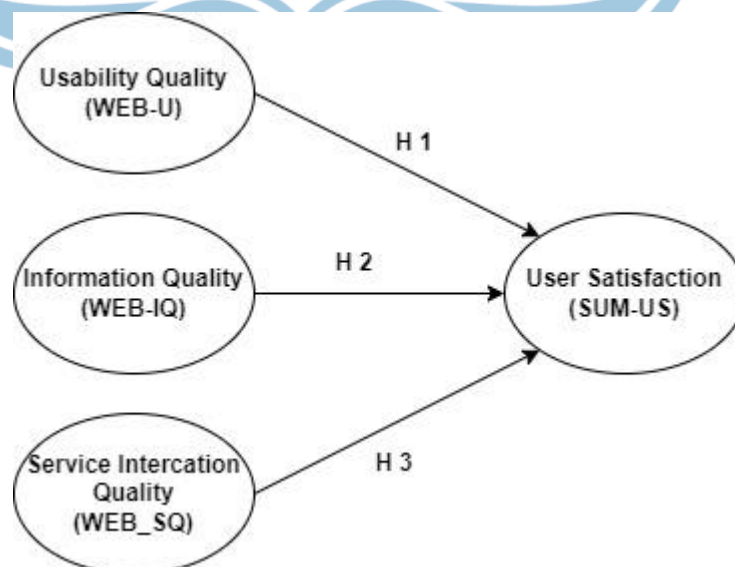 Usability Quality
(WEB-U)
H 1
Information Quality
(WEB-IQ)
H 2
User Satisfaction
(SUM-US)
Service Intercation
Quality
(WEB_SQ)
H 3